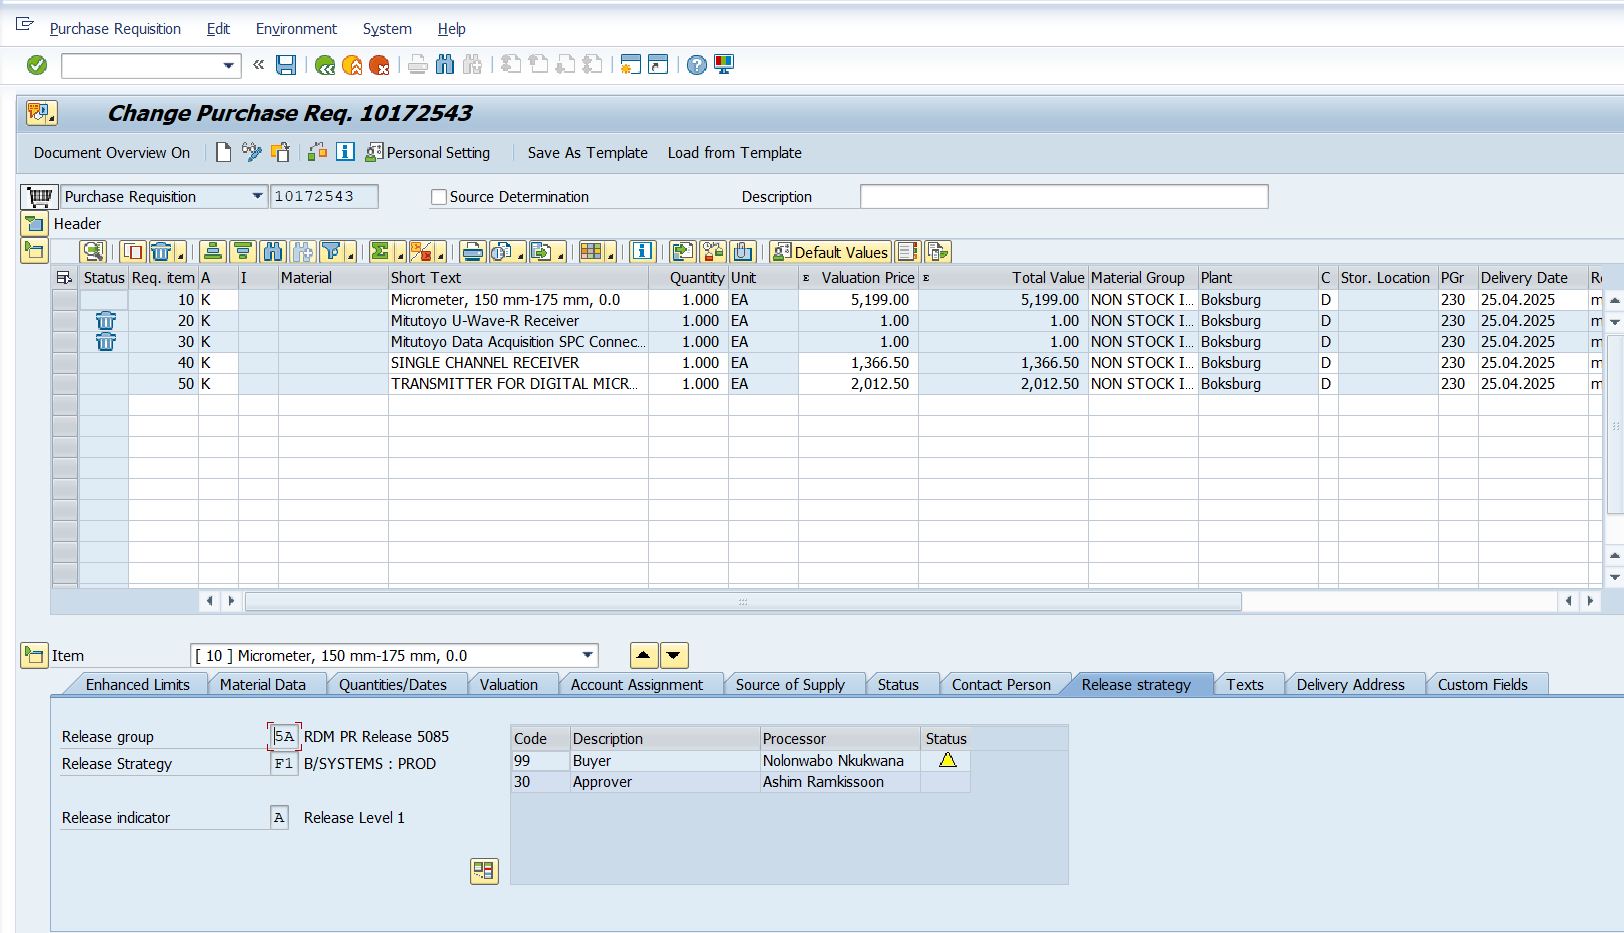 Purchase Requisition Edit Environment System Help
Change Purchase Req. 10172543
Document Overview On Personal Setting Save As Template Load from Template
Purchase Requisition 10172543 Source Determination Description
Header
Default Values
Status Req. item A I Material Short Text Quantity Unit Σ Valuation Price Σ Total Value Material Group Plant C Stor. Location PGr Delivery Date
10 K Micrometer, 150 mm-175 mm, 0.0 1.000 EA 5,199.00 5,199.00 NON STOCK I... Boksburg D 230 25.04.2025
20 K Mitutoyo U-Wave-R Receiver 1.000 EA 1.00 1.00 NON STOCK I... Boksburg D 230 25.04.2025
30 K Mitutoyo Data Acquisition SPC Connec... 1.000 EA 1.00 1.00 NON STOCK I... Boksburg D 230 25.04.2025
40 K SINGLE CHANNEL RECEIVER 1.000 EA 1,366.50 1,366.50 NON STOCK I... Boksburg D 230 25.04.2025
50 K TRANSMITTER FOR DIGITAL MICR... 1.000 EA 2,012.50 2,012.50 NON STOCK I... Boksburg D 230 25.04.2025
Item [ 10 ] Micrometer, 150 mm-175 mm, 0.0
Enhanced Limits Material Data Quantities/Dates Valuation Account Assignment Source of Supply Status Contact Person Release strategy Texts Delivery Address Custom Fields
Release group 5A RDM PR Release 5085
Release Strategy F1 B/SYSTEMS : PROD
Release indicator A Release Level 1
Code Description Processor Status
99 Buyer Nolonwabo Nkukwana
30 Approver Ashim Ramkissoon